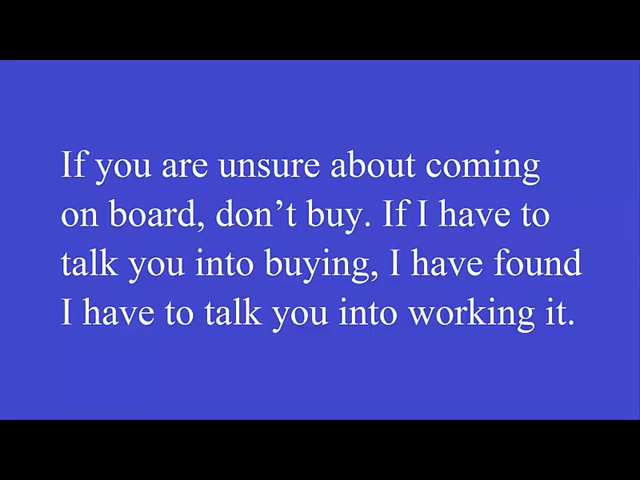 If you are unsure about coming
on board, don’t buy. If I have to
talk you into buying, I have found
I have to talk you into working it.